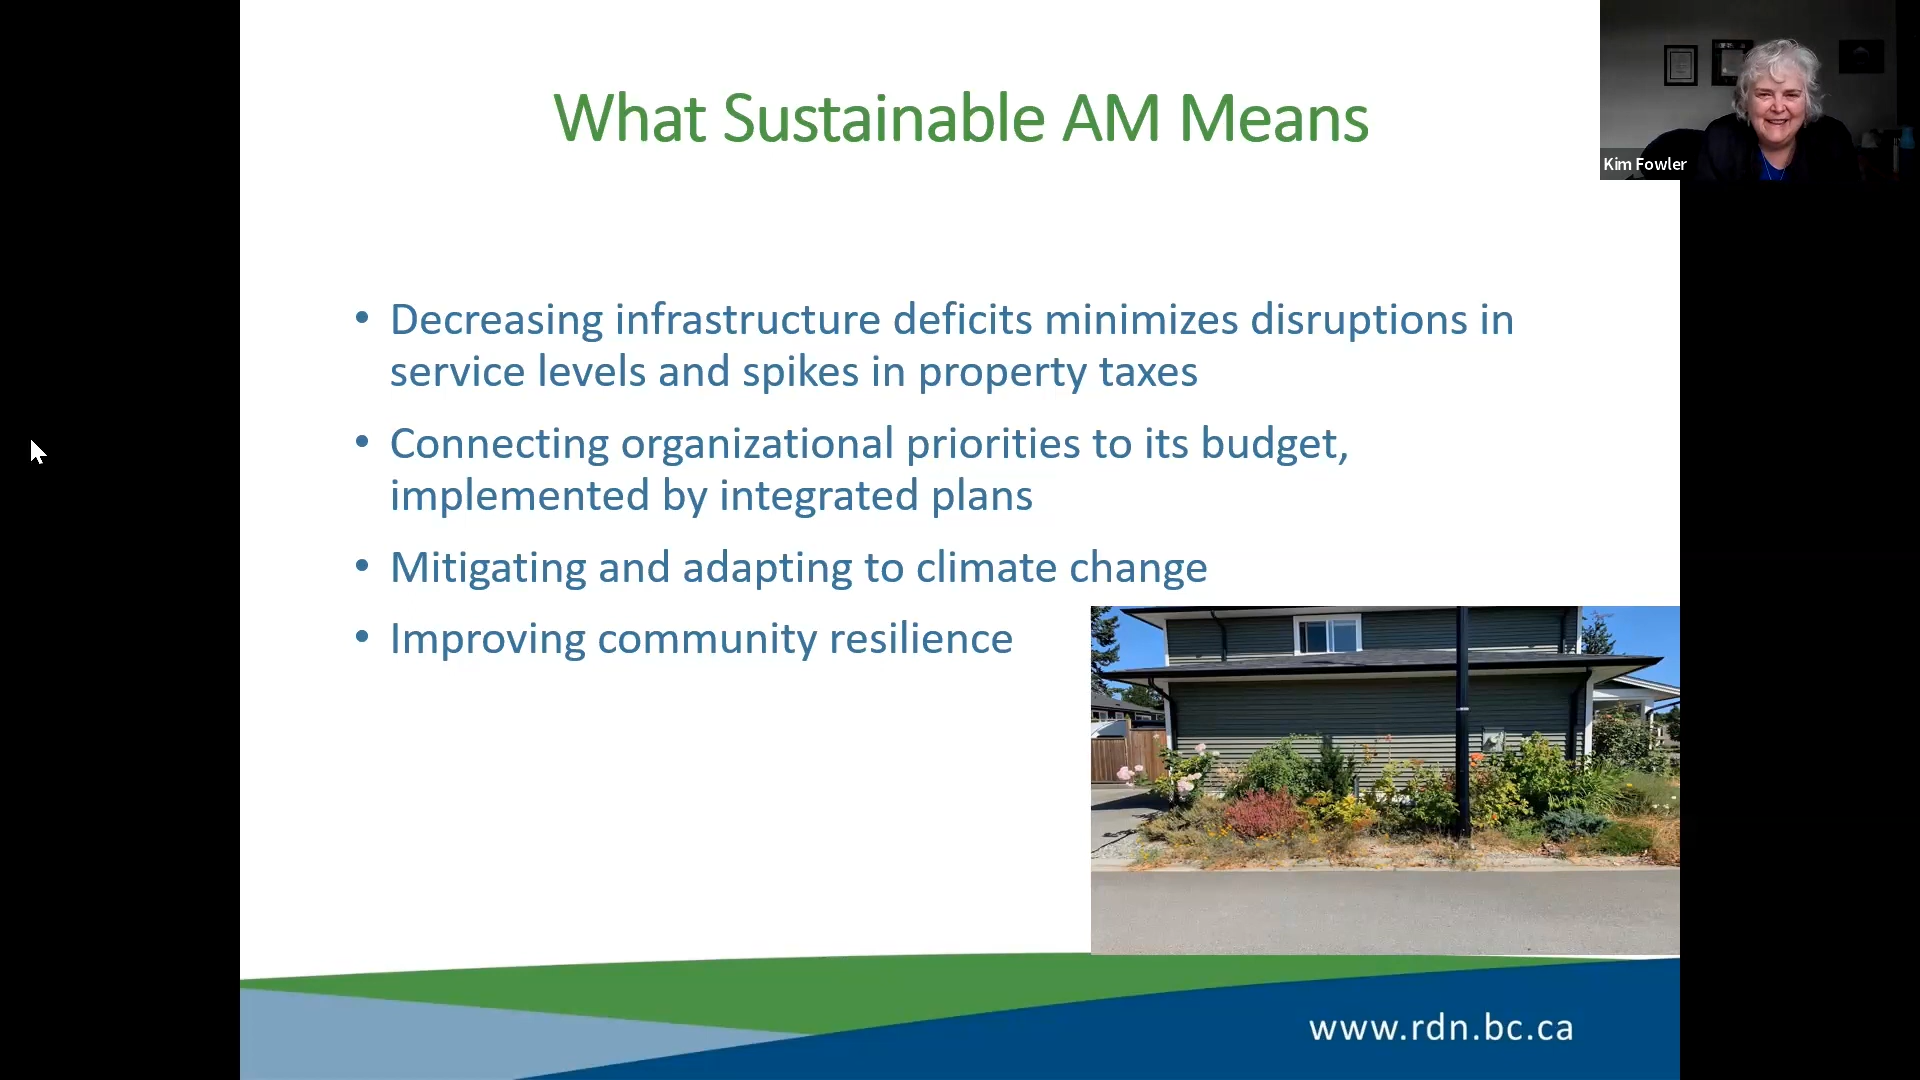 What Sustainable AM Means
Kim Fowler
• Decreasing infrastructure deficits minimizes disruptions in
service levels and spikes in property taxes
• Connecting organizational priorities to its budget,
implemented by integrated plans
• Mitigating and adapting to climate change
• Improving community resilience
www.rdn.bc.ca